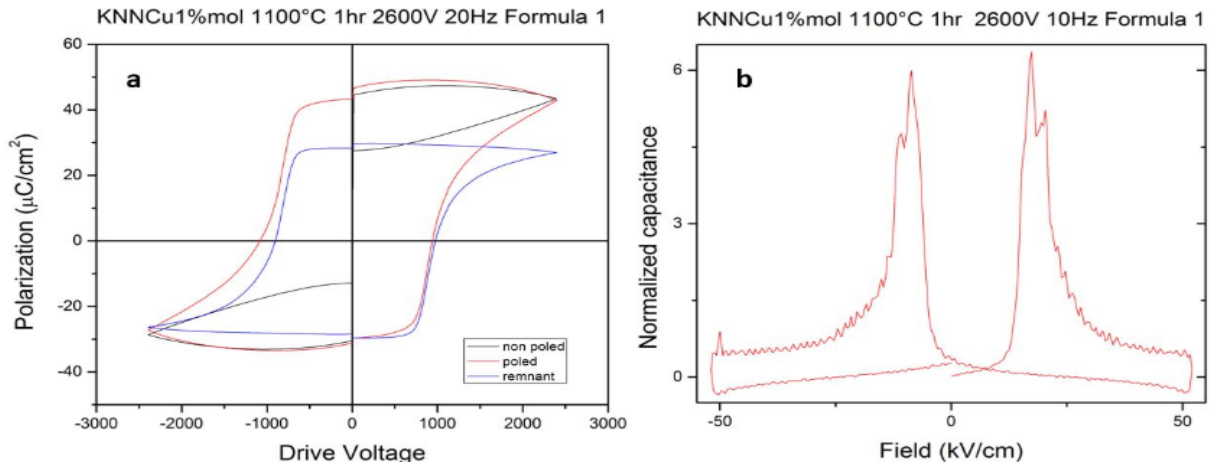 KNNCu1%mol 1100°C 1hr 2600V 20Hz Formula 1
a
60
40
20
0
-20
-40
-3000 -2000 -1000 0 1000 2000 3000
Polarization (μC/cm²)
Drive Voltage
non poled
poled
remnant
KNNCu1%mol 1100°C 1hr 2600V 10Hz Formula 1
b
6
3
0
-50 0 50
Normalized capacitance
Field (kV/cm)